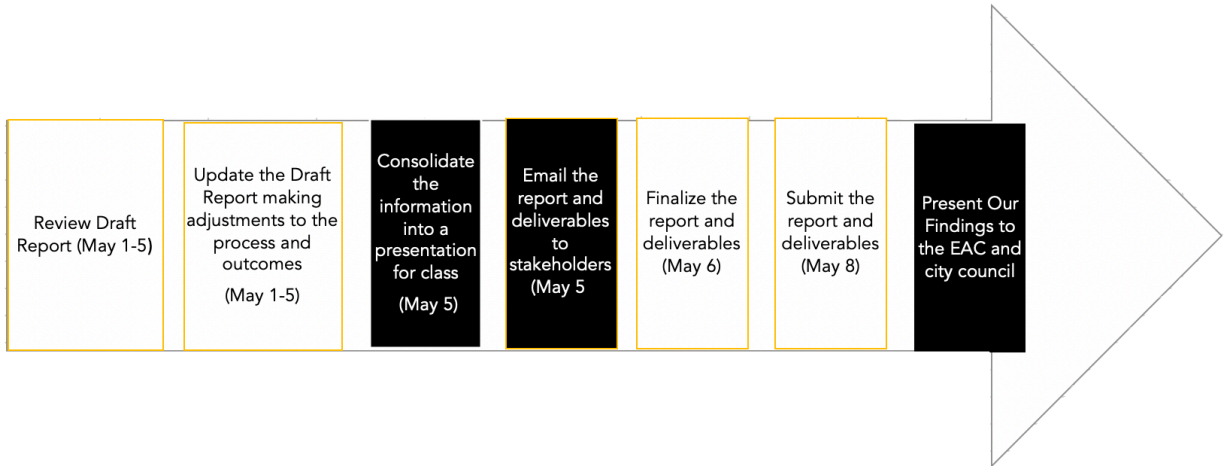 Review Draft
Report (May 1-5)
Update the Draft
Report making
adjustments to the
process and
outcomes
(May 1-5)
Consolidate
the
information
into a
presentation
for class
(May 5)
Email the
report and
deliverables
to
stakeholders
(May 5
Finalize the
report and
deliverables
(May 6)
Submit the
report and
deliverables
(May 8)
Present Our
Findings to
the EAC and
city council